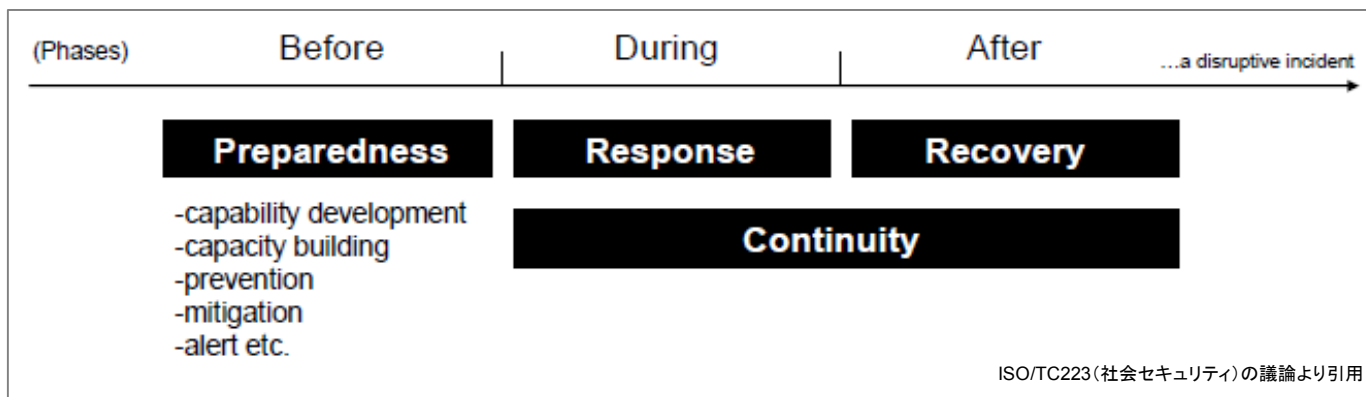 (Phases) Before During After ...a disruptive incident
Preparedness Response Recovery
-capability development
-capacity building
-prevention
-mitigation
-alert etc.
Continuity
ISO/TC223(社会セキュリティ)の議論より引用